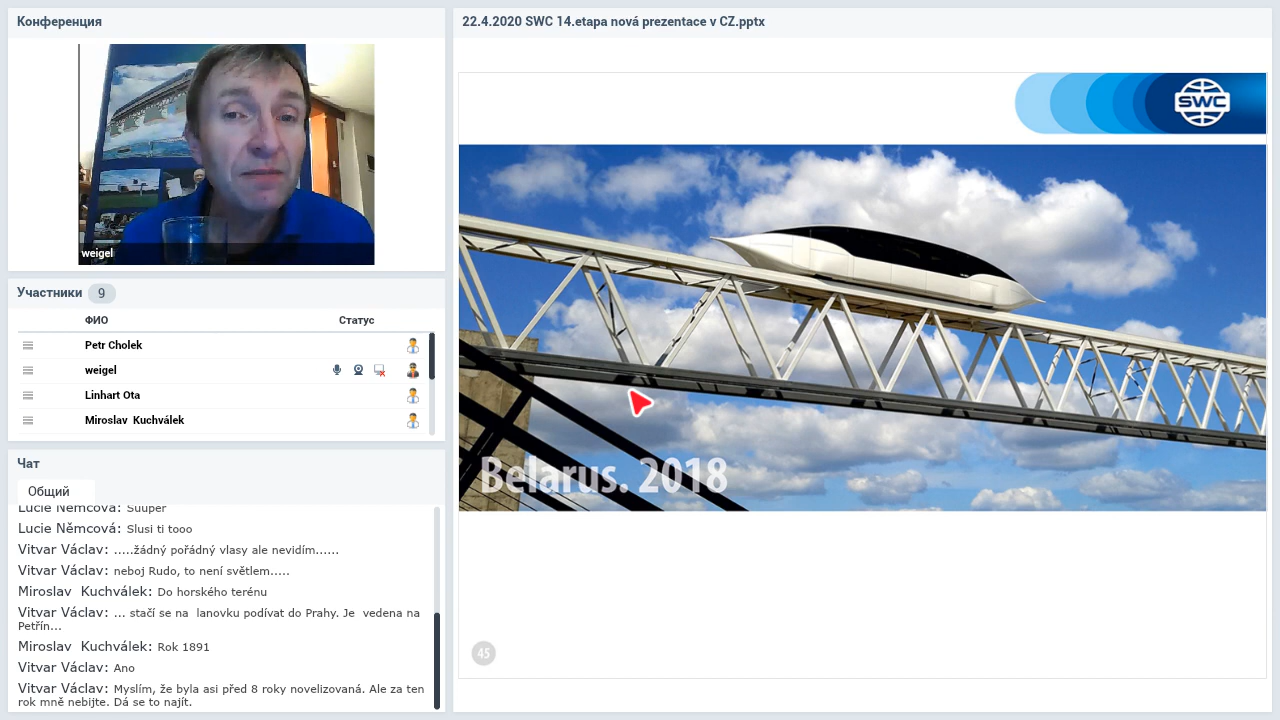 Конференция
weigel
Участники 9
ФИО Статус
Petr Cholek
weigel
Linhart Ota
Miroslav Kuchválek
Чат
Общий
Lucie Němcová: Suuper
Lucie Němcová: Slusi ti tooo
Vitvar Václav: .....žádný pořádný vlasy ale nevidím......
Vitvar Václav: neboj Rudo, to není světlem.....
Miroslav Kuchválek: Do horského terénu
Vitvar Václav: ... stačí se na lanovku podívat do Prahy. Je vedena na
Petřín...
Miroslav Kuchválek: Rok 1891
Vitvar Václav: Ano
Vitvar Václav: Myslím, že byla asi před 8 roky novelizovaná. Ale za ten
rok mně nebijte. Dá se to najít.
22.4.2020 SWC 14.etapa nová prezentace v CZ.pptx
SWC
Belarus. 2018
45